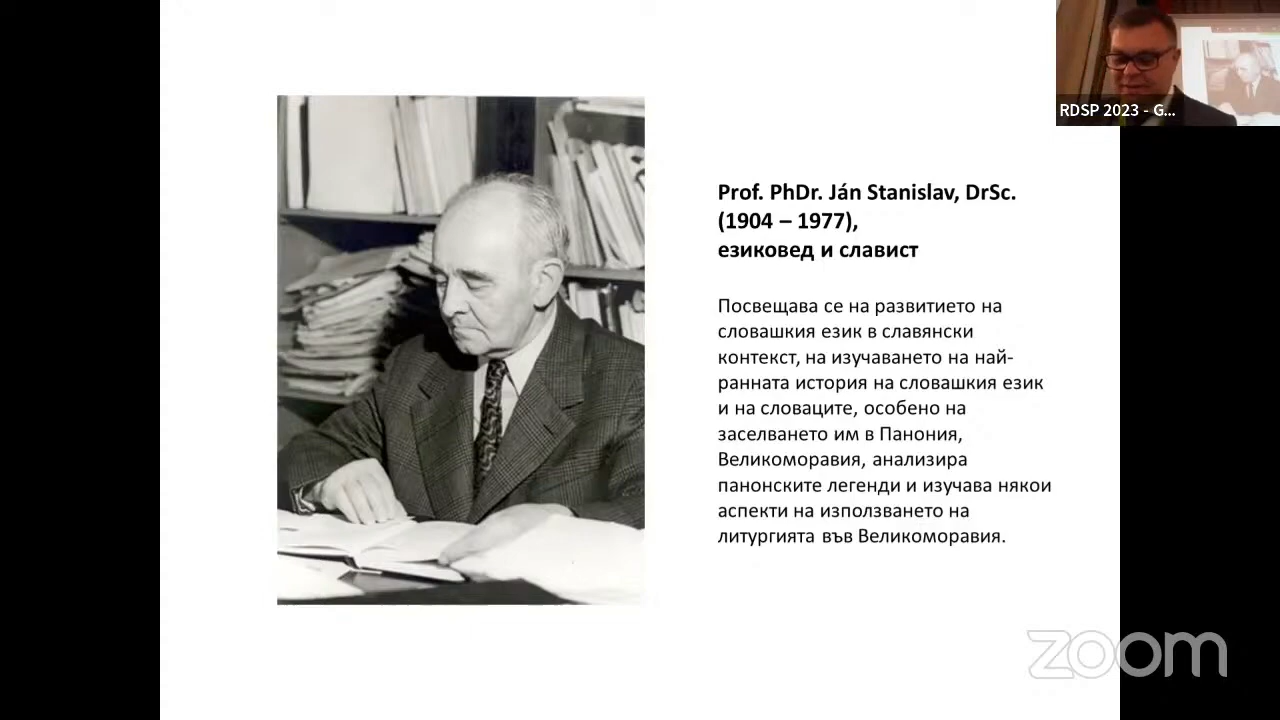 RDSP 2023 - G...
Prof. PhDr. Ján Stanislav, DrSc.
(1904 – 1977),
езиковед и славист
Посвещава се на развитието на
словашкия език в славянски
контекст, на изучаването на най-
ранната история на словашкия език
и на словаците, особено на
заселването им в Панония,
Великоморавия, анализира
панонските легенди и изучава някои
аспекти на използването на
литургията във Великоморавия.
zoom